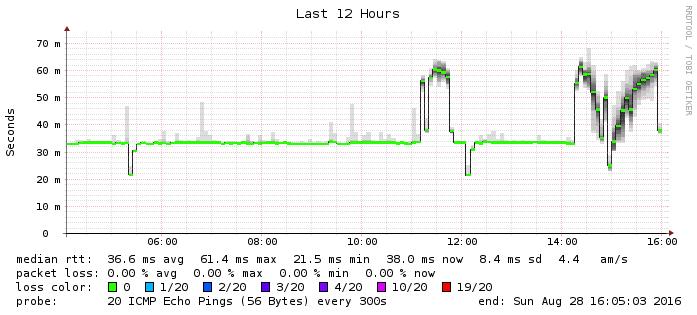 Last 12 Hours
RRDTOOL / TOBI OETIKER
Seconds
70 m
60 m
50 m
40 m
30 m
20 m
10 m
0
06:00 08:00 10:00 12:00 14:00 16:00
median rtt: 36.6 ms avg 61.4 ms max 21.5 ms min 38.0 ms now 8.4 ms sd 4.4 am/s
packet loss: 0.00 % avg 0.00 % max 0.00 % min 0.00 % now
loss color: 0 1/20 2/20 3/20 4/20 10/20 19/20
probe: 20 ICMP Echo Pings (56 Bytes) every 300s end: Sun Aug 28 16:05:03 2016